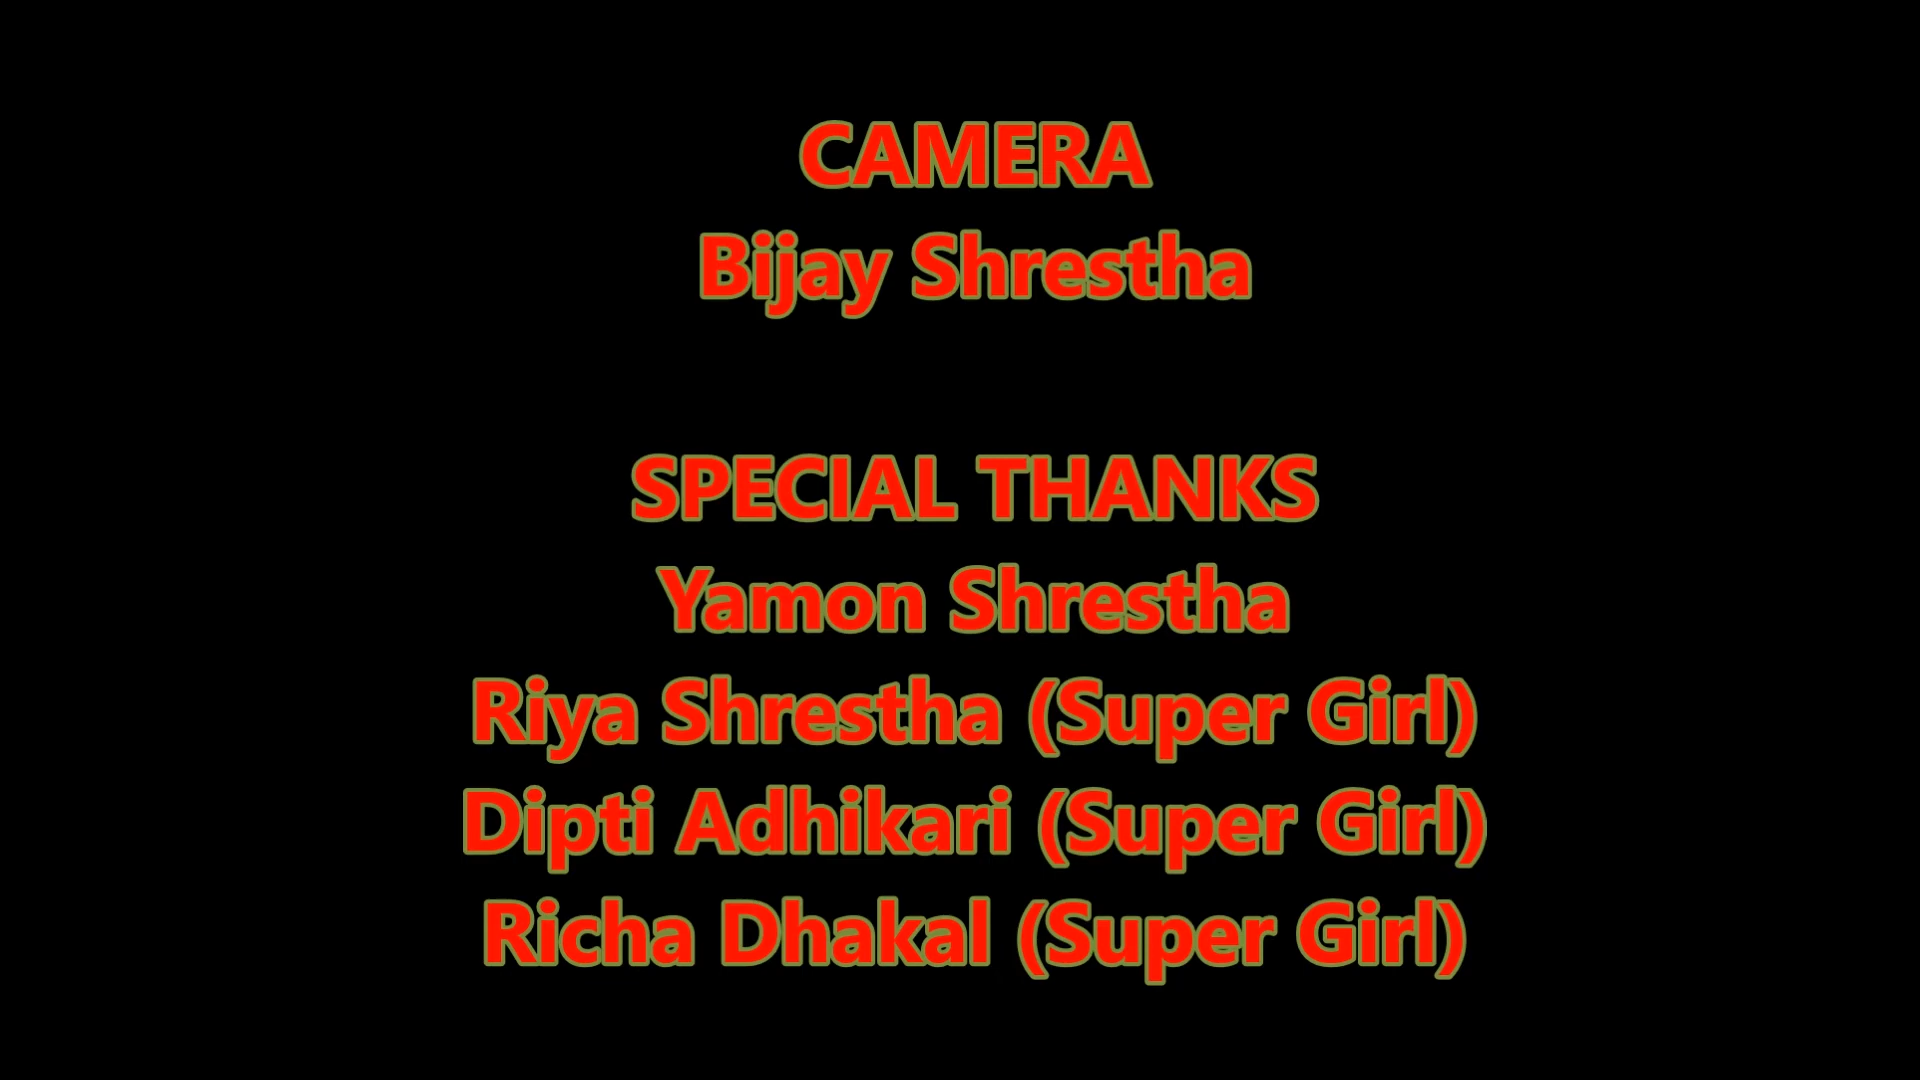 CAMERA
Bijay Shrestha
SPECIAL THANKS
Yamon Shrestha
Riya Shrestha (Super Girl)
Dipti Adhikari (Super Girl)
Richa Dhakal (Super Girl)